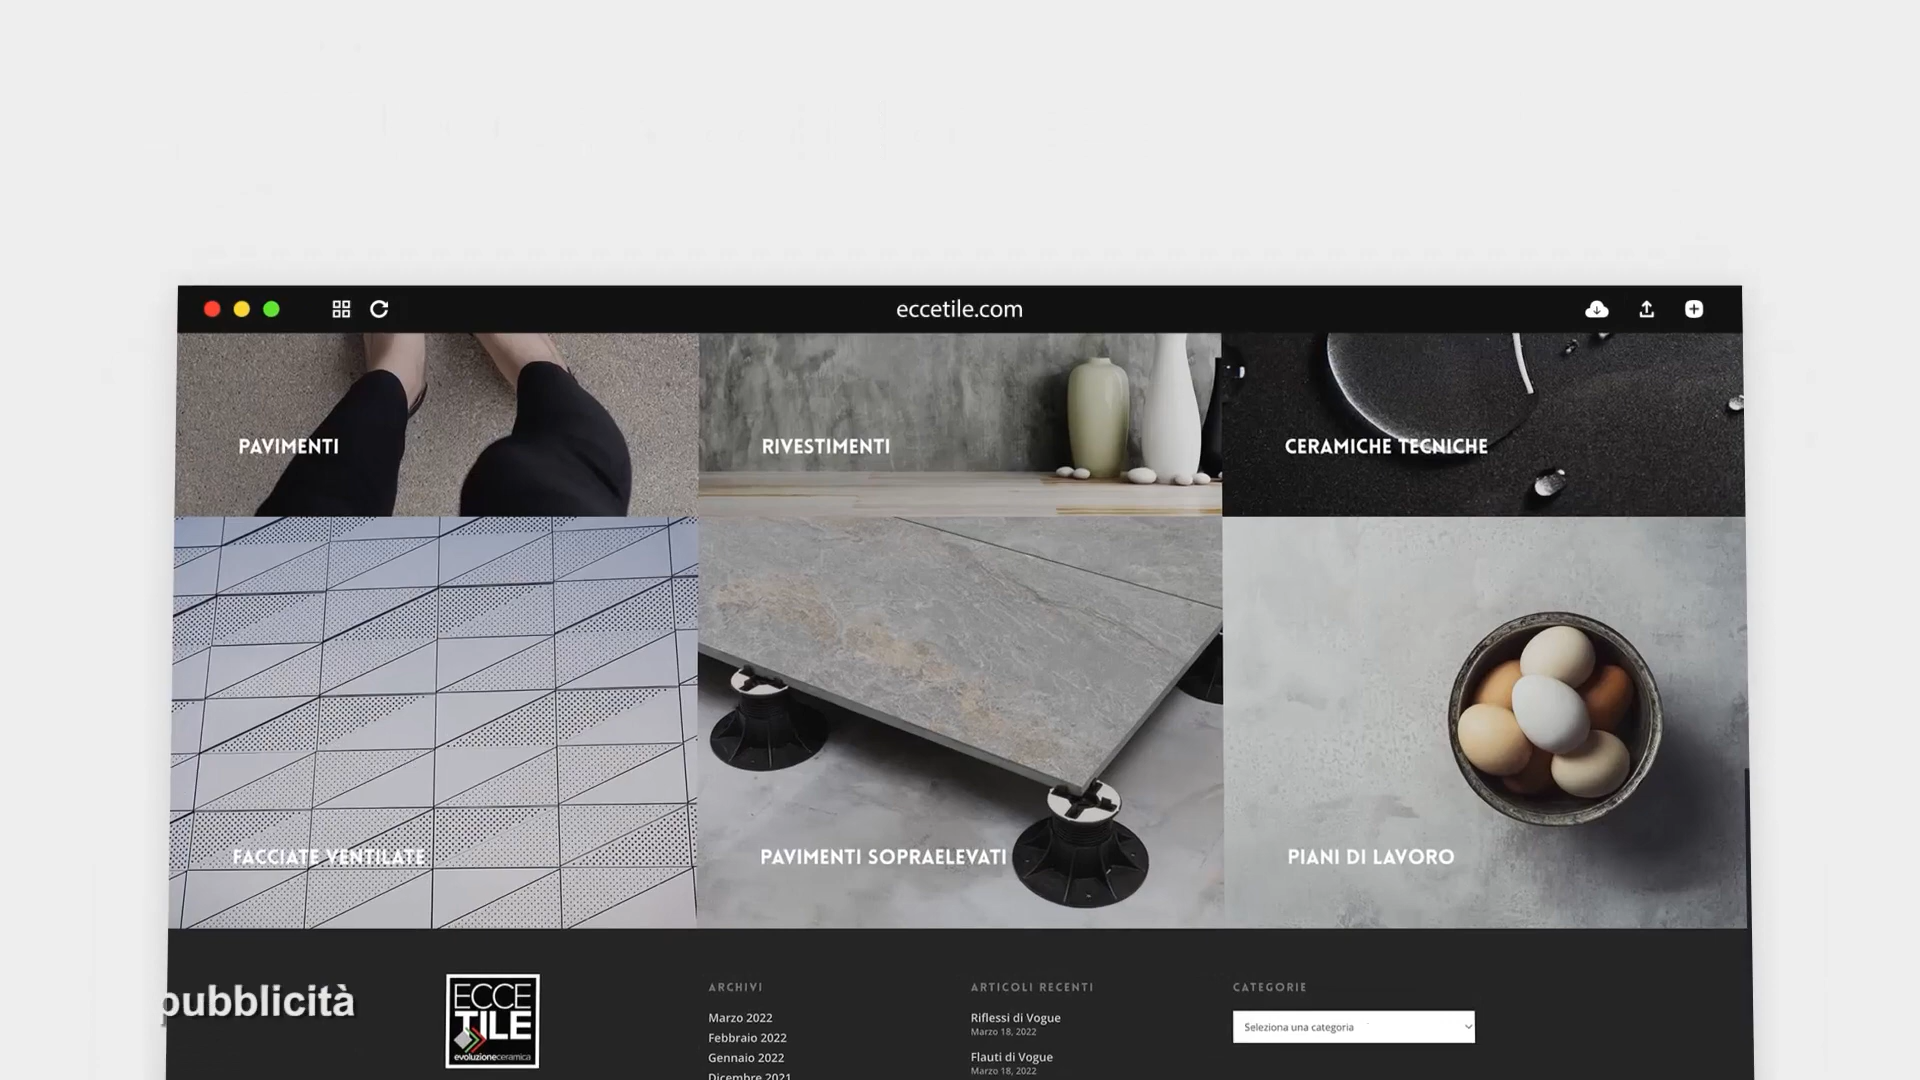 eccetile.com
PAVIMENTI
RIVESTIMENTI
CERAMICHE TECNICHE
FACCIATE VENTILATE
PAVIMENTI SOPRAELEVATI
PIANI DI LAVORO
pubblicità
ECCE
TILE
evoluzioneceramica
ARCHIVI
Marzo 2022
Febbraio 2022
Gennaio 2022
Dicembre 2021
ARTICOLI RECENTI
Riflessi di Vogue
Marzo 18, 2022
Flauti di Vogue
Marzo 18, 2022
CATEGORIE
Seleziona una categoria